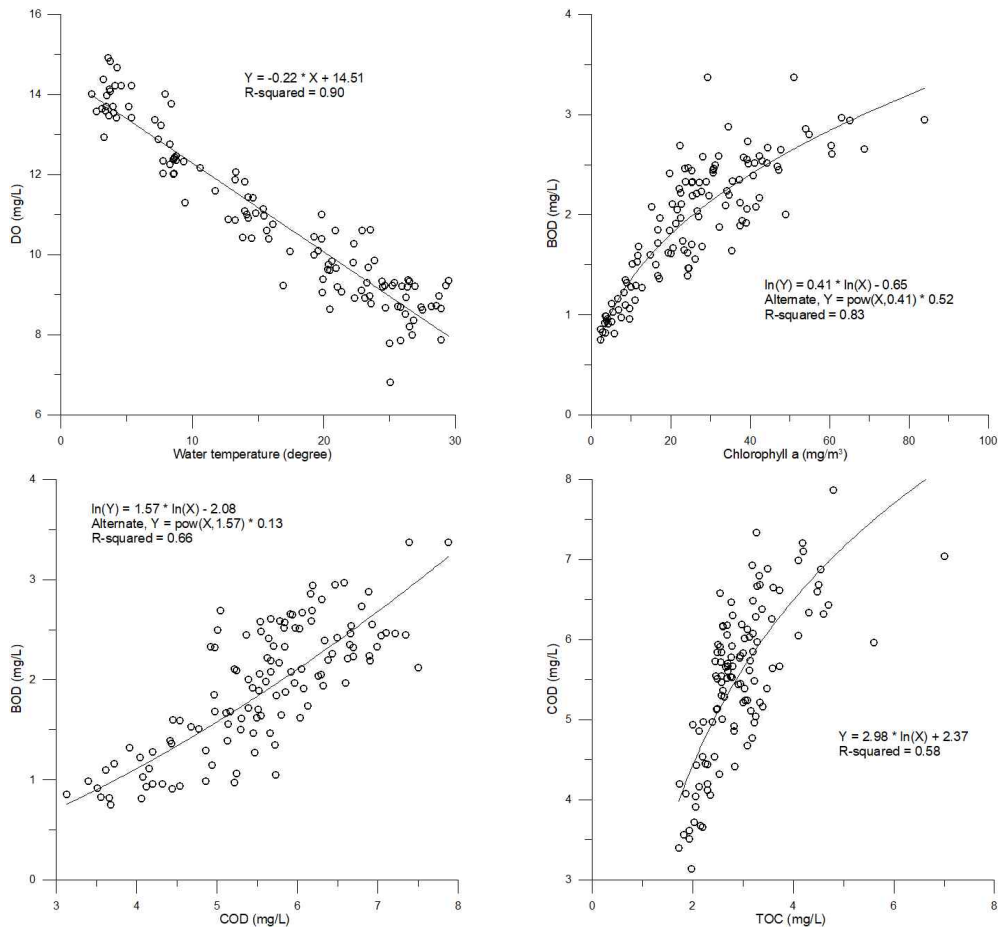 16
14
12
10
8
6
DO (mg/L)
Y = -0.22 * X + 14.51
R-squared = 0.90
0 10 20 30
Water temperature (degree)
4
3
2
1
0
BOD (mg/L)
ln(Y) = 0.41 * ln(X) - 0.65
Alternate, Y = pow(X,0.41) * 0.52
R-squared = 0.83
0 20 40 60 80 100
Chlorophyll a (mg/m³)
4
3
2
1
0
BOD (mg/L)
ln(Y) = 1.57 * ln(X) - 2.08
Alternate, Y = pow(X,1.57) * 0.13
R-squared = 0.66
3 4 5 6 7 8
COD (mg/L)
8
7
6
5
4
3
COD (mg/L)
Y = 2.98 * ln(X) + 2.37
R-squared = 0.58
0 2 4 6 8
TOC (mg/L)